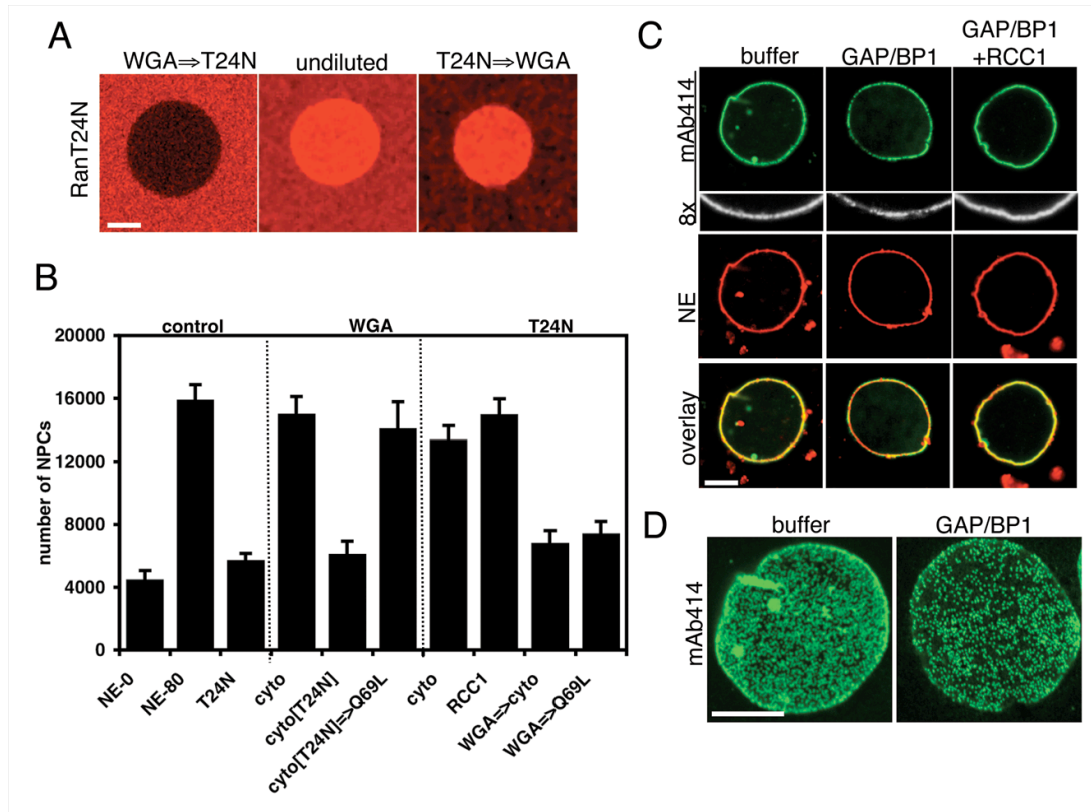 A
WGA⇒T24N undiluted T24N⇒WGA
RanT24N
B
control WGA T24N
number of NPCs
20000
16000
12000
8000
4000
0
NE-0
NE-80
T24N
cyto
cyto[T24N]
cyto[T24N]=>Q69L
cyto
RCC1
WGA=>cyto
WGA=>Q69L
C
buffer GAP/BP1 GAP/BP1
+RCC1
mAb414
8x
NE
overlay
D
buffer GAP/BP1
mAb414